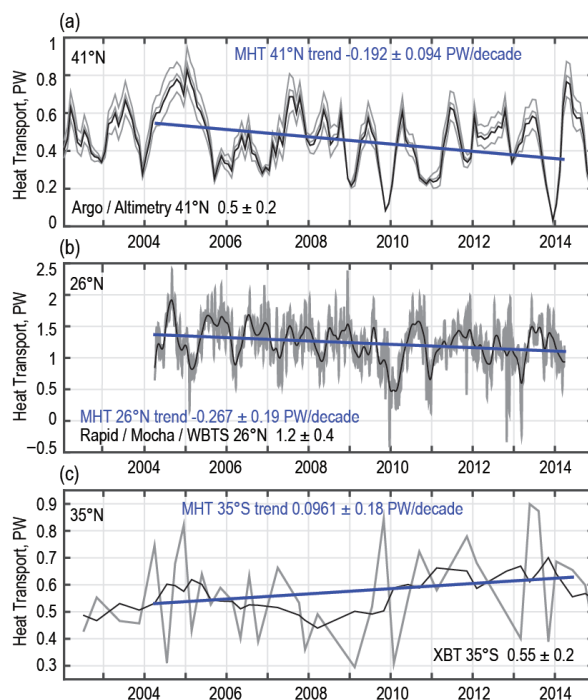 (a)
41°N
MHT 41°N trend -0.192 ± 0.094 PW/decade
Heat Transport, PW
1
0.8
0.6
0.4
0.2
0
Argo / Altimetry 41°N 0.5 ± 0.2
2004 2006 2008 2010 2012 2014
(b)
26°N
Heat Transport, PW
2.5
2
1.5
1
0.5
0
−0.5
MHT 26°N trend -0.267 ± 0.19 PW/decade
Rapid / Mocha / WBTS 26°N 1.2 ± 0.4
2004 2006 2008 2010 2012 2014
(c)
35°N
MHT 35°S trend 0.0961 ± 0.18 PW/decade
Heat Transport, PW
0.9
0.8
0.7
0.6
0.5
0.4
0.3
XBT 35°S 0.55 ± 0.2
2004 2006 2008 2010 2012 2014